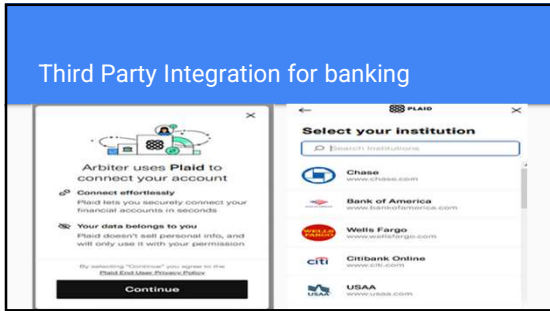 Third Party Integration for banking
Arbiter uses Plaid to
connect your account
Connect effortlessly
Plaid lets you securely connect your
financial accounts in seconds
Your data belongs to you
Plaid doesn't sell personal info, and
will only use it with your permission
By selecting "Continue" you agree to the
Plaid End User Privacy Policy
Continue
PLAID
Select your institution
Search Institutions
Chase
www.chase.com
Bank of America
www.bankofamerica.com
WELLS
FARGO
Wells Fargo
www.wellsfargo.com
citi
Citibank Online
www.citi.com
USAA
USAA
www.usaa.com